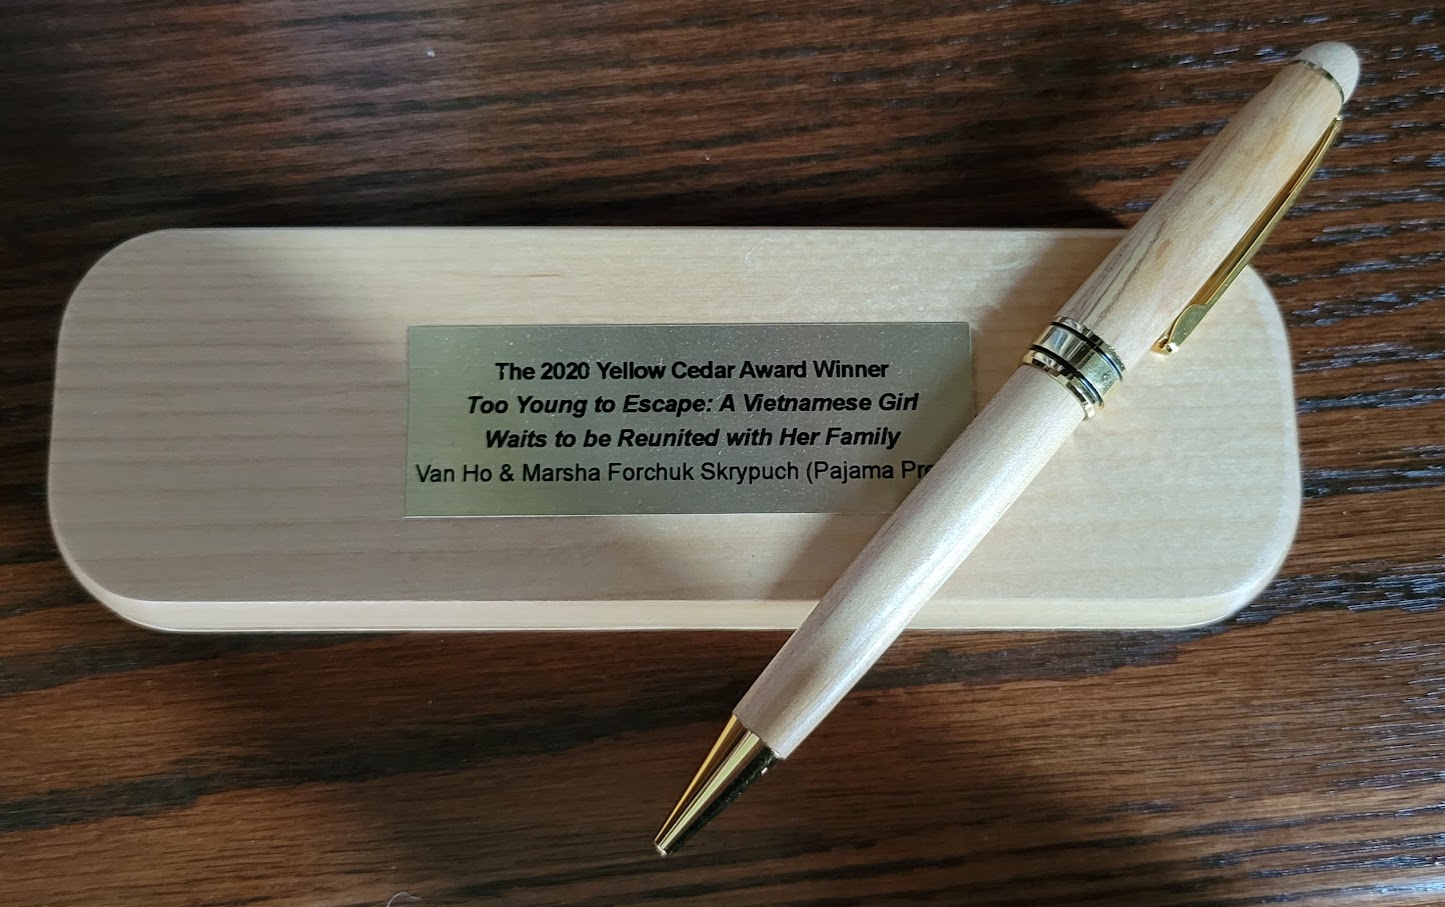 The 2020 Yellow Cedar Award Winner
Too Young to Escape: A Vietnamese Girl
Waits to be Reunited with Her Family
Van Ho & Marsha Forchuk Skrypuch (Pajama